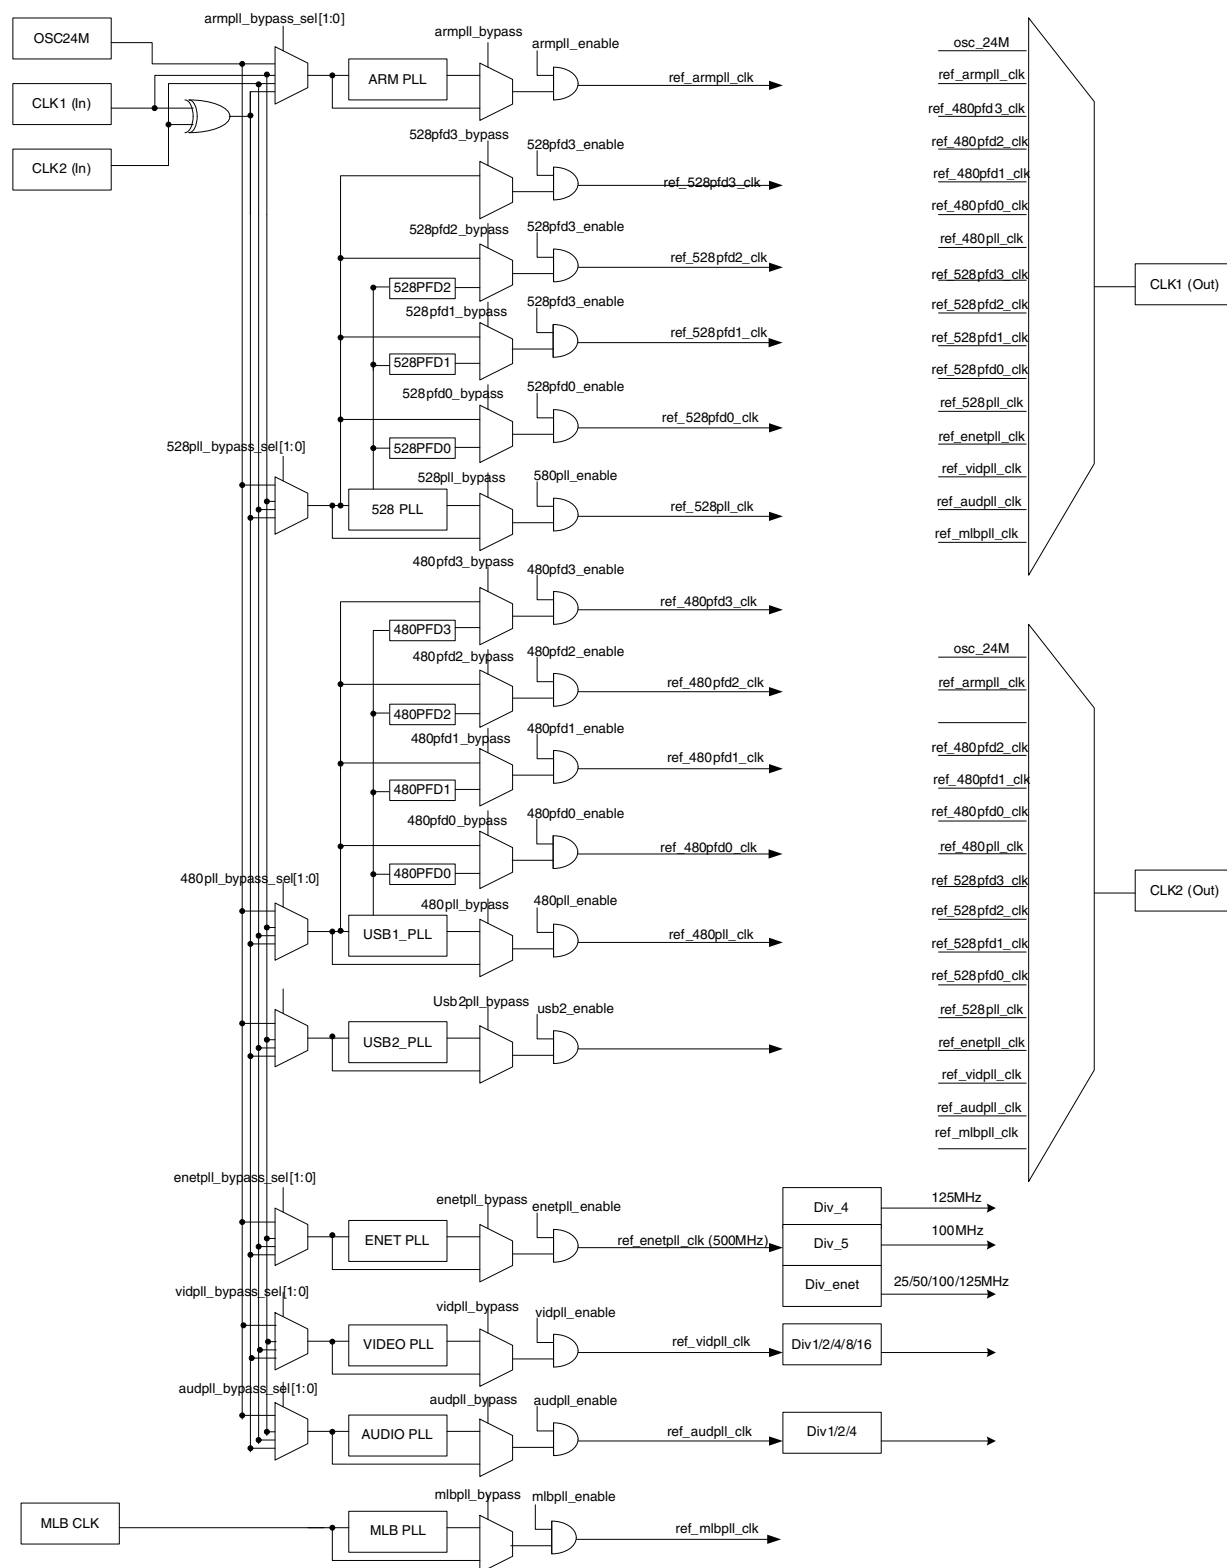 armpll_bypass_sel[1:0]
OSC24M
CLK1 (In)
CLK2 (In)
armpll_bypass
armpll_enable
ARM PLL
ref_armpll_clk
528pfd3_bypass
528pfd3_enable
ref_528pfd3_clk
528pfd2_bypass
528pfd3_enable
528PFD2
ref_528pfd2_clk
528pfd1_bypass
528pfd3_enable
528PFD1
ref_528pfd1_clk
528pfd0_bypass
528pfd0_enable
528PFD0
ref_528pfd0_clk
528pll_bypass_sel[1:0]
528pll_bypass
580pll_enable
528 PLL
ref_528pll_clk
480pfd3_bypass
480pfd3_enable
480PFD3
ref_480pfd3_clk
480pfd2_bypass
480pfd2_enable
480PFD2
ref_480pfd2_clk
480pfd1_bypass
480pfd1_enable
480PFD1
ref_480pfd1_clk
480pfd0_bypass
480pfd0_enable
480PFD0
ref_480pfd0_clk
480pll_bypass_sel[1:0]
480pll_bypass
480pll_enable
USB1_PLL
ref_480pll_clk
Usb2pll_bypass
usb2_enable
USB2_PLL
enetpll_bypass_sel[1:0]
enetpll_bypass
enetpll_enable
ENET PLL
ref_enetpll_clk (500MHz)
Div_4
125MHz
Div_5
100MHz
Div_enet
25/50/100/125MHz
vidpll_bypass_sel[1:0]
vidpll_bypass
vidpll_enable
VIDEO PLL
ref_vidpll_clk
Div1/2/4/8/16
audpll_bypass_sel[1:0]
audpll_bypass
audpll_enable
AUDIO PLL
ref_audpll_clk
Div1/2/4
MLB CLK
mlbpll_bypass
mlbpll_enable
MLB PLL
ref_mlbpll_clk
osc_24M
ref_armpll_clk
ref_480pfd3_clk
ref_480pfd2_clk
ref_480pfd1_clk
ref_480pfd0_clk
ref_480pll_clk
ref_528pfd3_clk
ref_528pfd2_clk
ref_528pfd1_clk
ref_528pfd0_clk
ref_528pll_clk
ref_enetpll_clk
ref_vidpll_clk
ref_audpll_clk
ref_mlbpll_clk
CLK1 (Out)
osc_24M
ref_armpll_clk
ref_480pfd2_clk
ref_480pfd1_clk
ref_480pfd0_clk
ref_480pll_clk
ref_528pfd3_clk
ref_528pfd2_clk
ref_528pfd1_clk
ref_528pfd0_clk
ref_528pll_clk
ref_enetpll_clk
ref_vidpll_clk
ref_audpll_clk
ref_mlbpll_clk
CLK2 (Out)